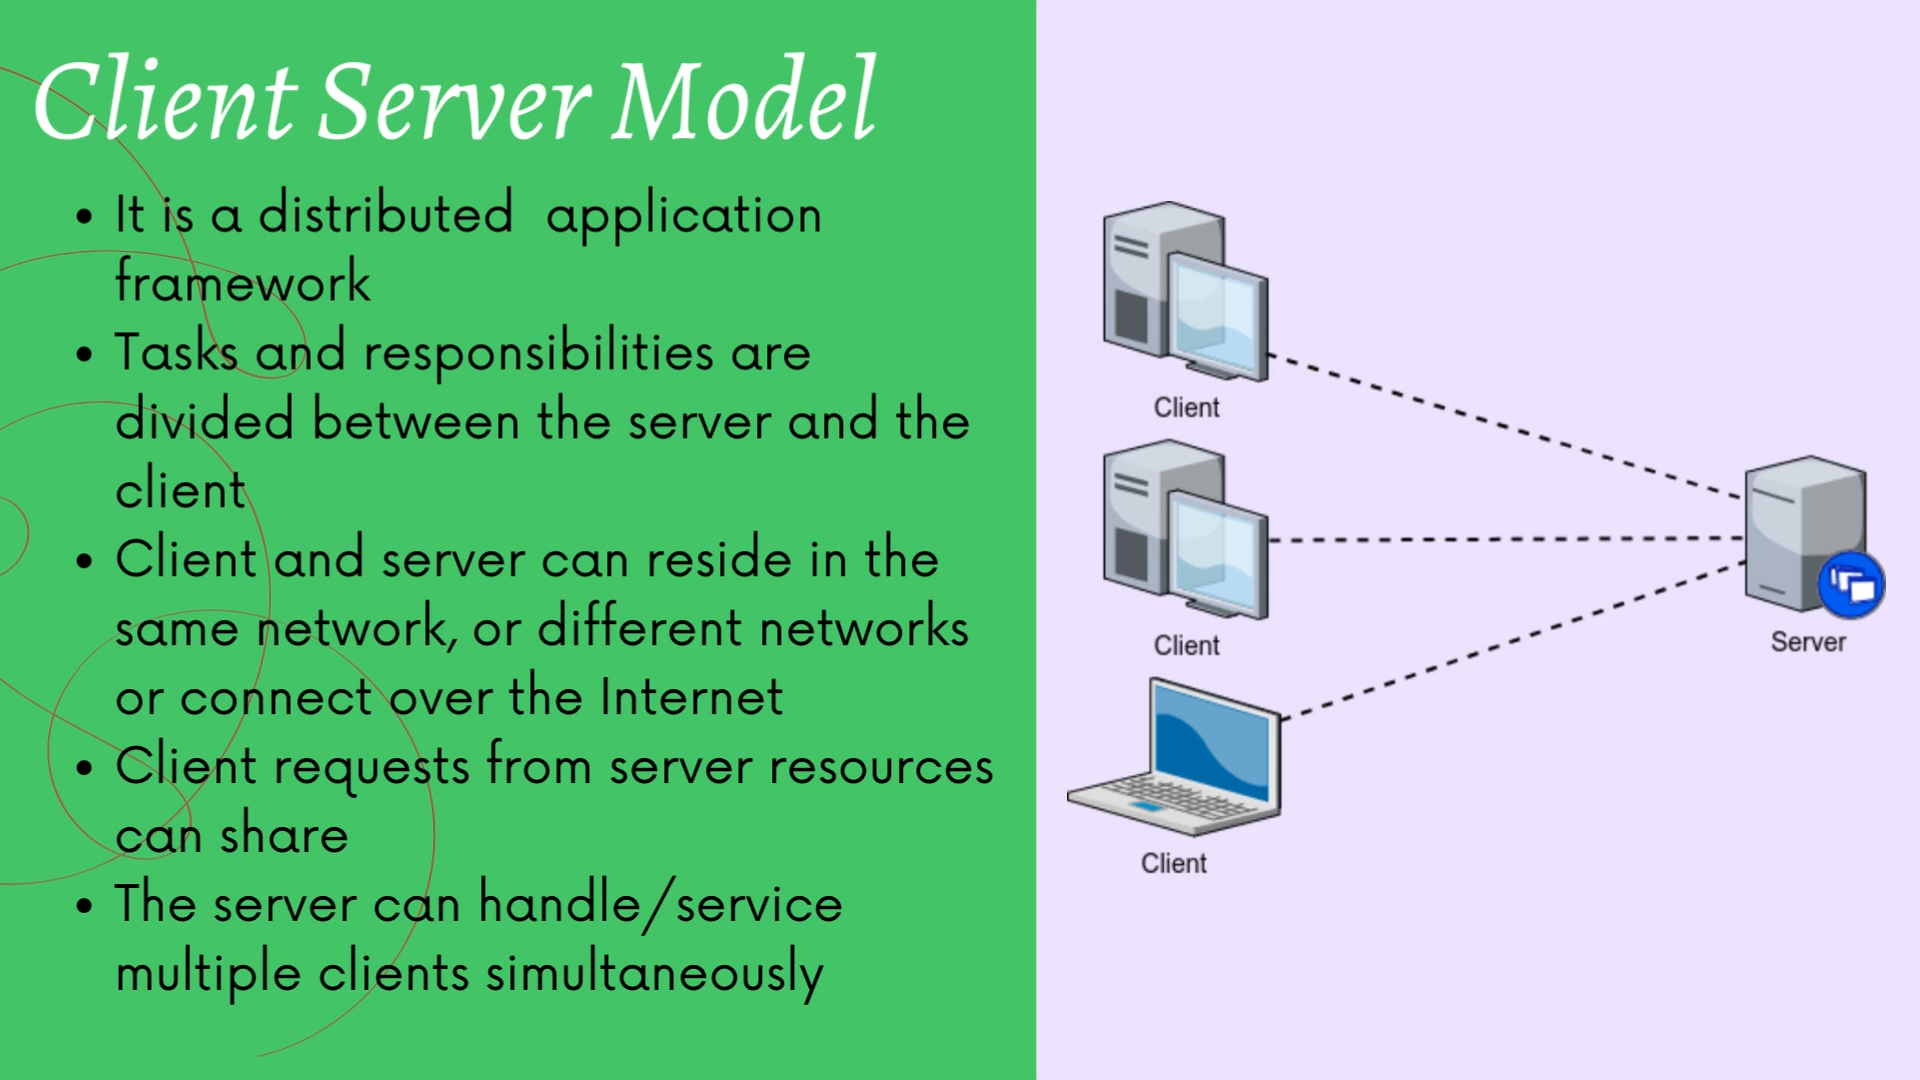 Client Server Model
• It is a distributed  application
framework
• Tasks and responsibilities are
divided between the server and the
client
• Client and server can reside in the
same network, or different networks
or connect over the Internet
• Client requests from server resources
can share
• The server can handle/service
multiple clients simultaneously
Client
Client
Server
Client